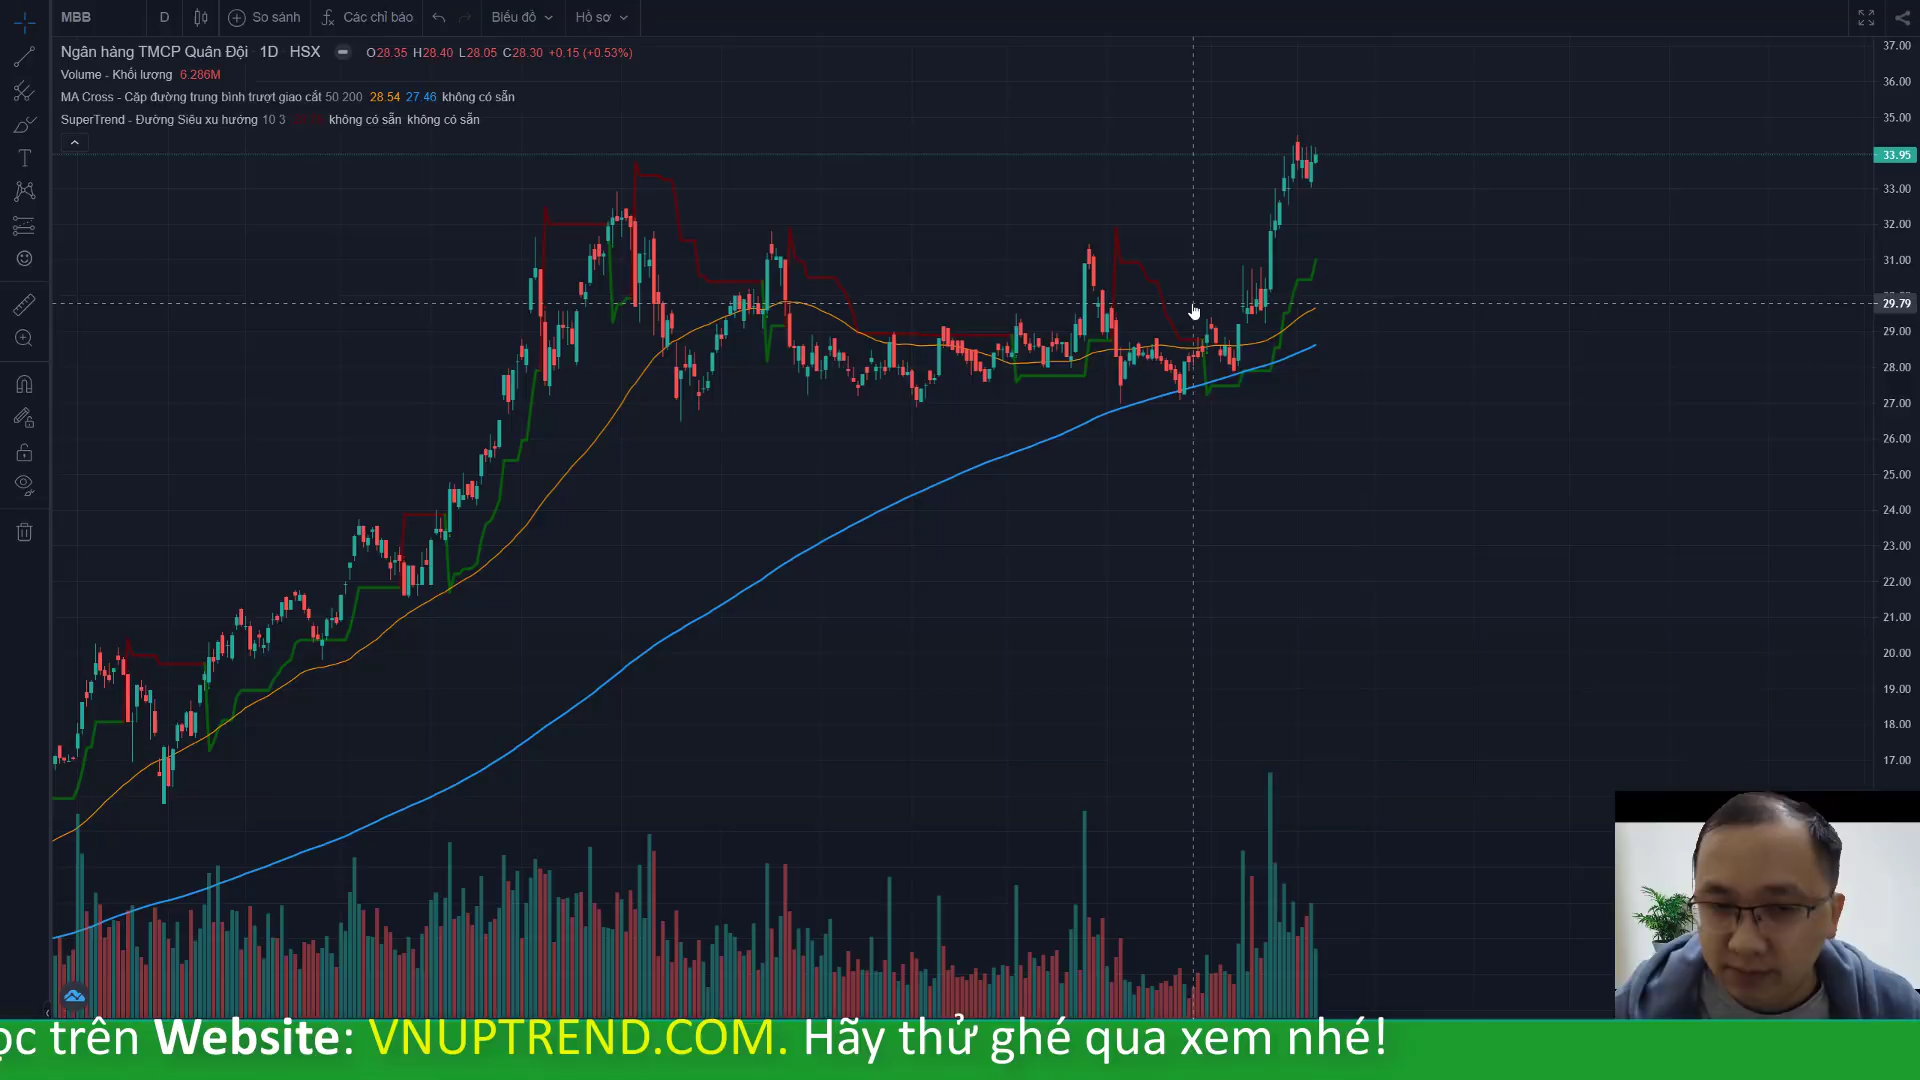 MBB
D
So sánh
Các chỉ báo
Biểu đồ
Hồ sơ
Ngân hàng TMCP Quân Đội 1D HSX O28.35 H28.40 L28.05 C28.30 +0.15 (+0.53%)
Volume - Khối lượng 6.286M
MA Cross - Cặp đường trung bình trượt giao cắt 50 200 28.54 27.46 không có sẵn
SuperTrend - Đường Siêu xu hướng 10 3 không có sẵn không có sẵn
37.00
36.00
35.00
33.95
33.00
32.00
31.00
29.79
29.00
28.00
27.00
26.00
25.00
24.00
23.00
22.00
21.00
20.00
19.00
18.00
17.00
ọc trên Website: VNUPTREND.COM. Hãy thử ghé qua xem nhé!